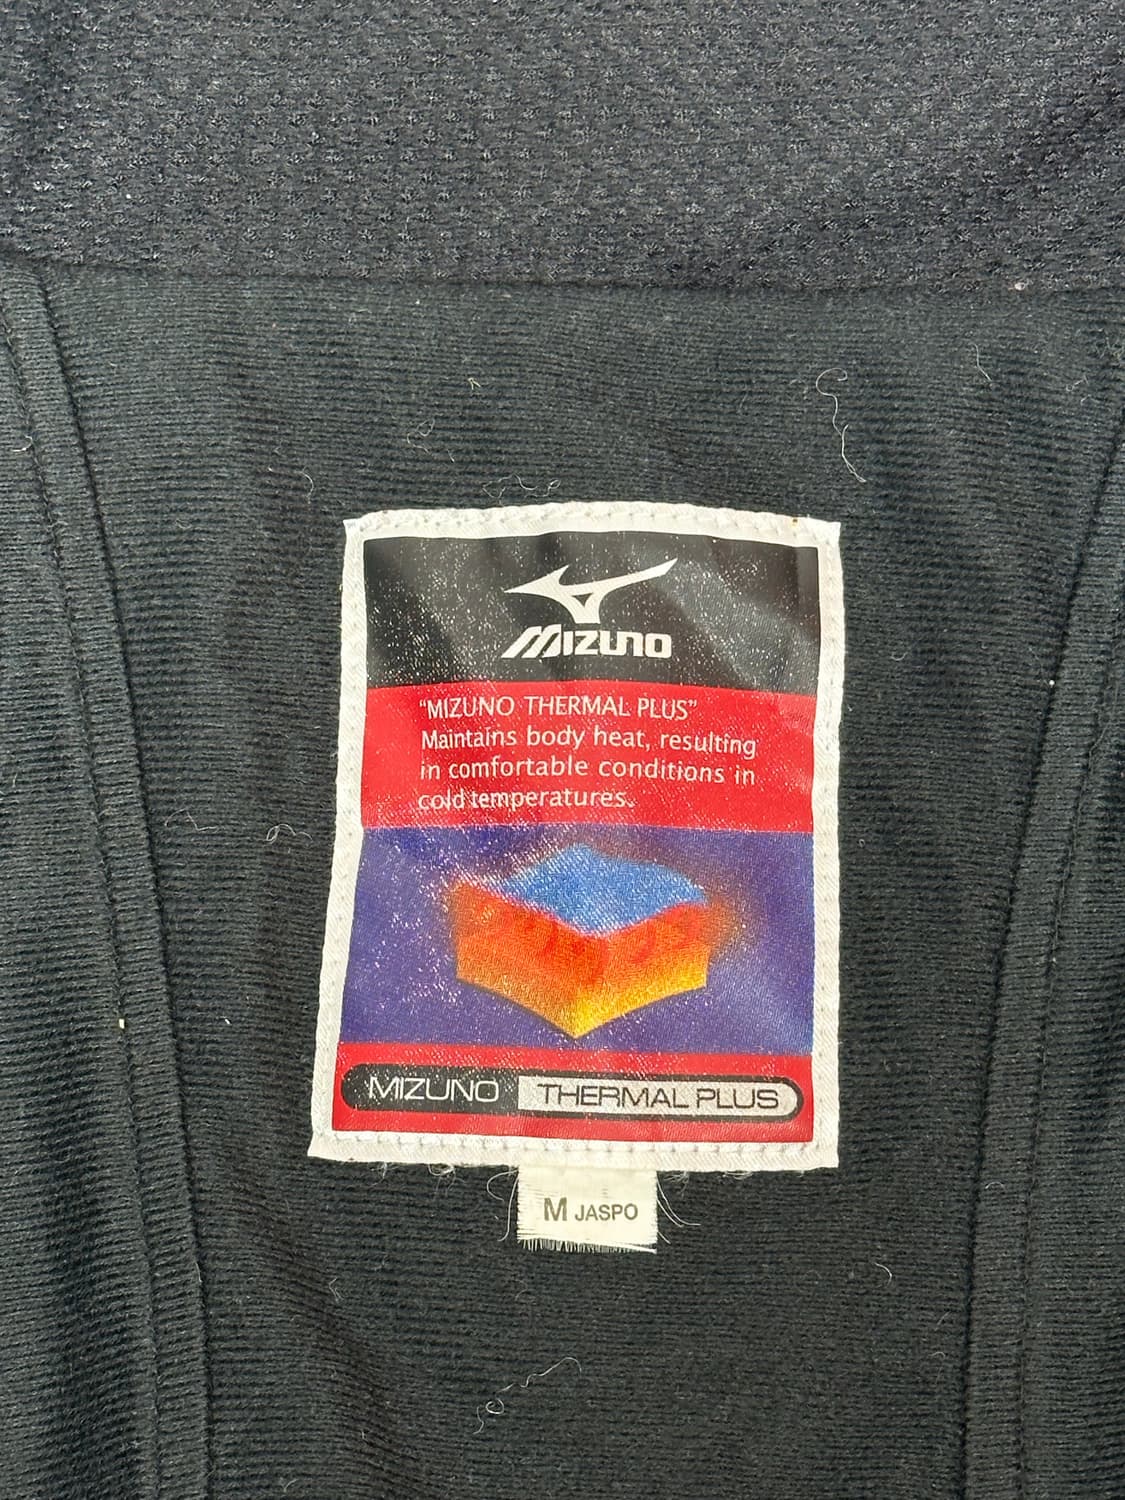 MIZUNO
“MIZUNO THERMAL PLUS”
Maintains body heat, resulting
in comfortable conditions in
cold temperatures.
MIZUNO THERMAL PLUS
M JASPO